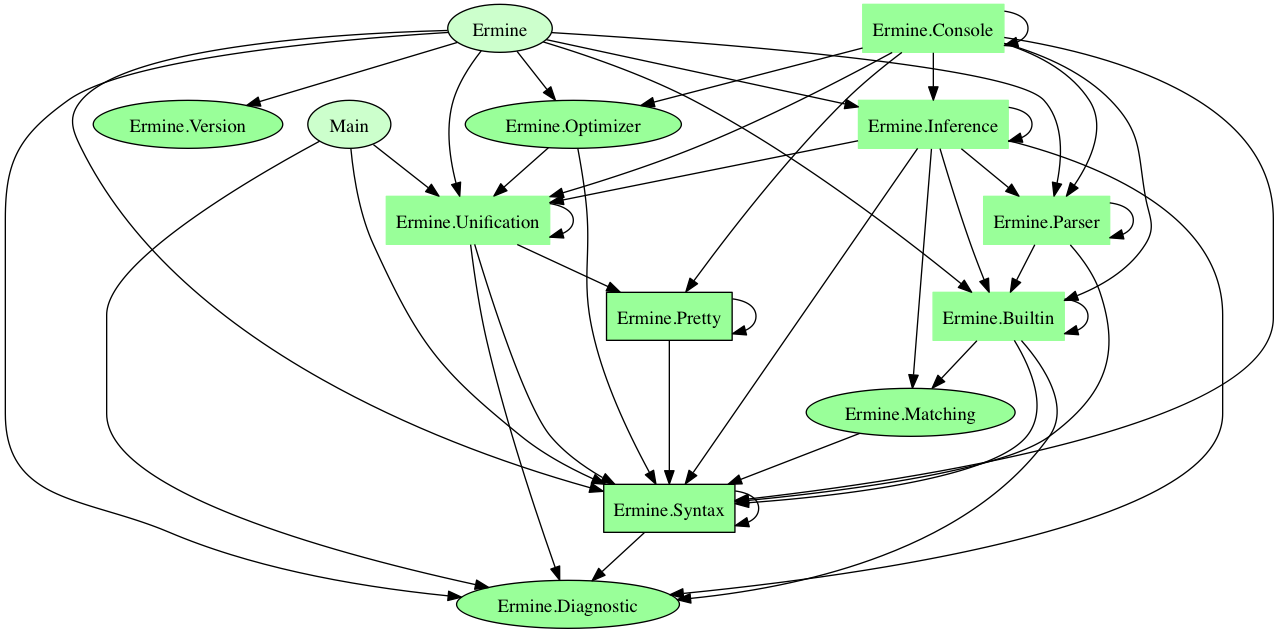 Ermine
Ermine.Console
Ermine.Version
Main
Ermine.Optimizer
Ermine.Inference
Ermine.Unification
Ermine.Parser
Ermine.Pretty
Ermine.Builtin
Ermine.Matching
Ermine.Syntax
Ermine.Diagnostic